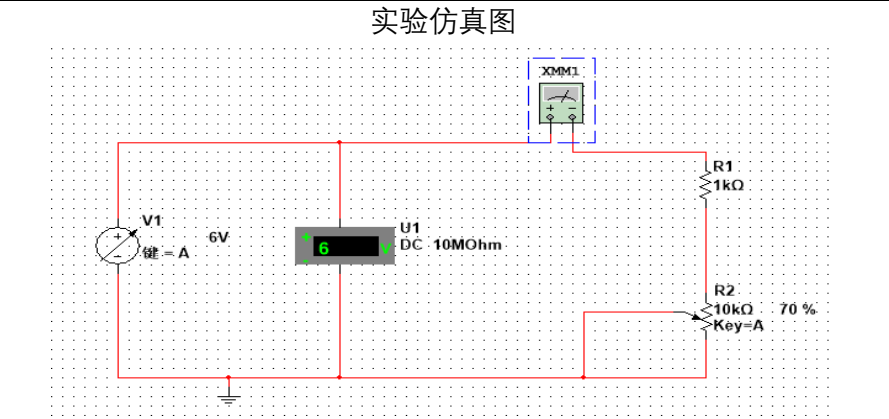 实验仿真图
XMM1
R1
1kΩ
V1
6V
键 = A
6 V
U1
DC 10MOhm
R2
10kΩ 70 %
Key=A